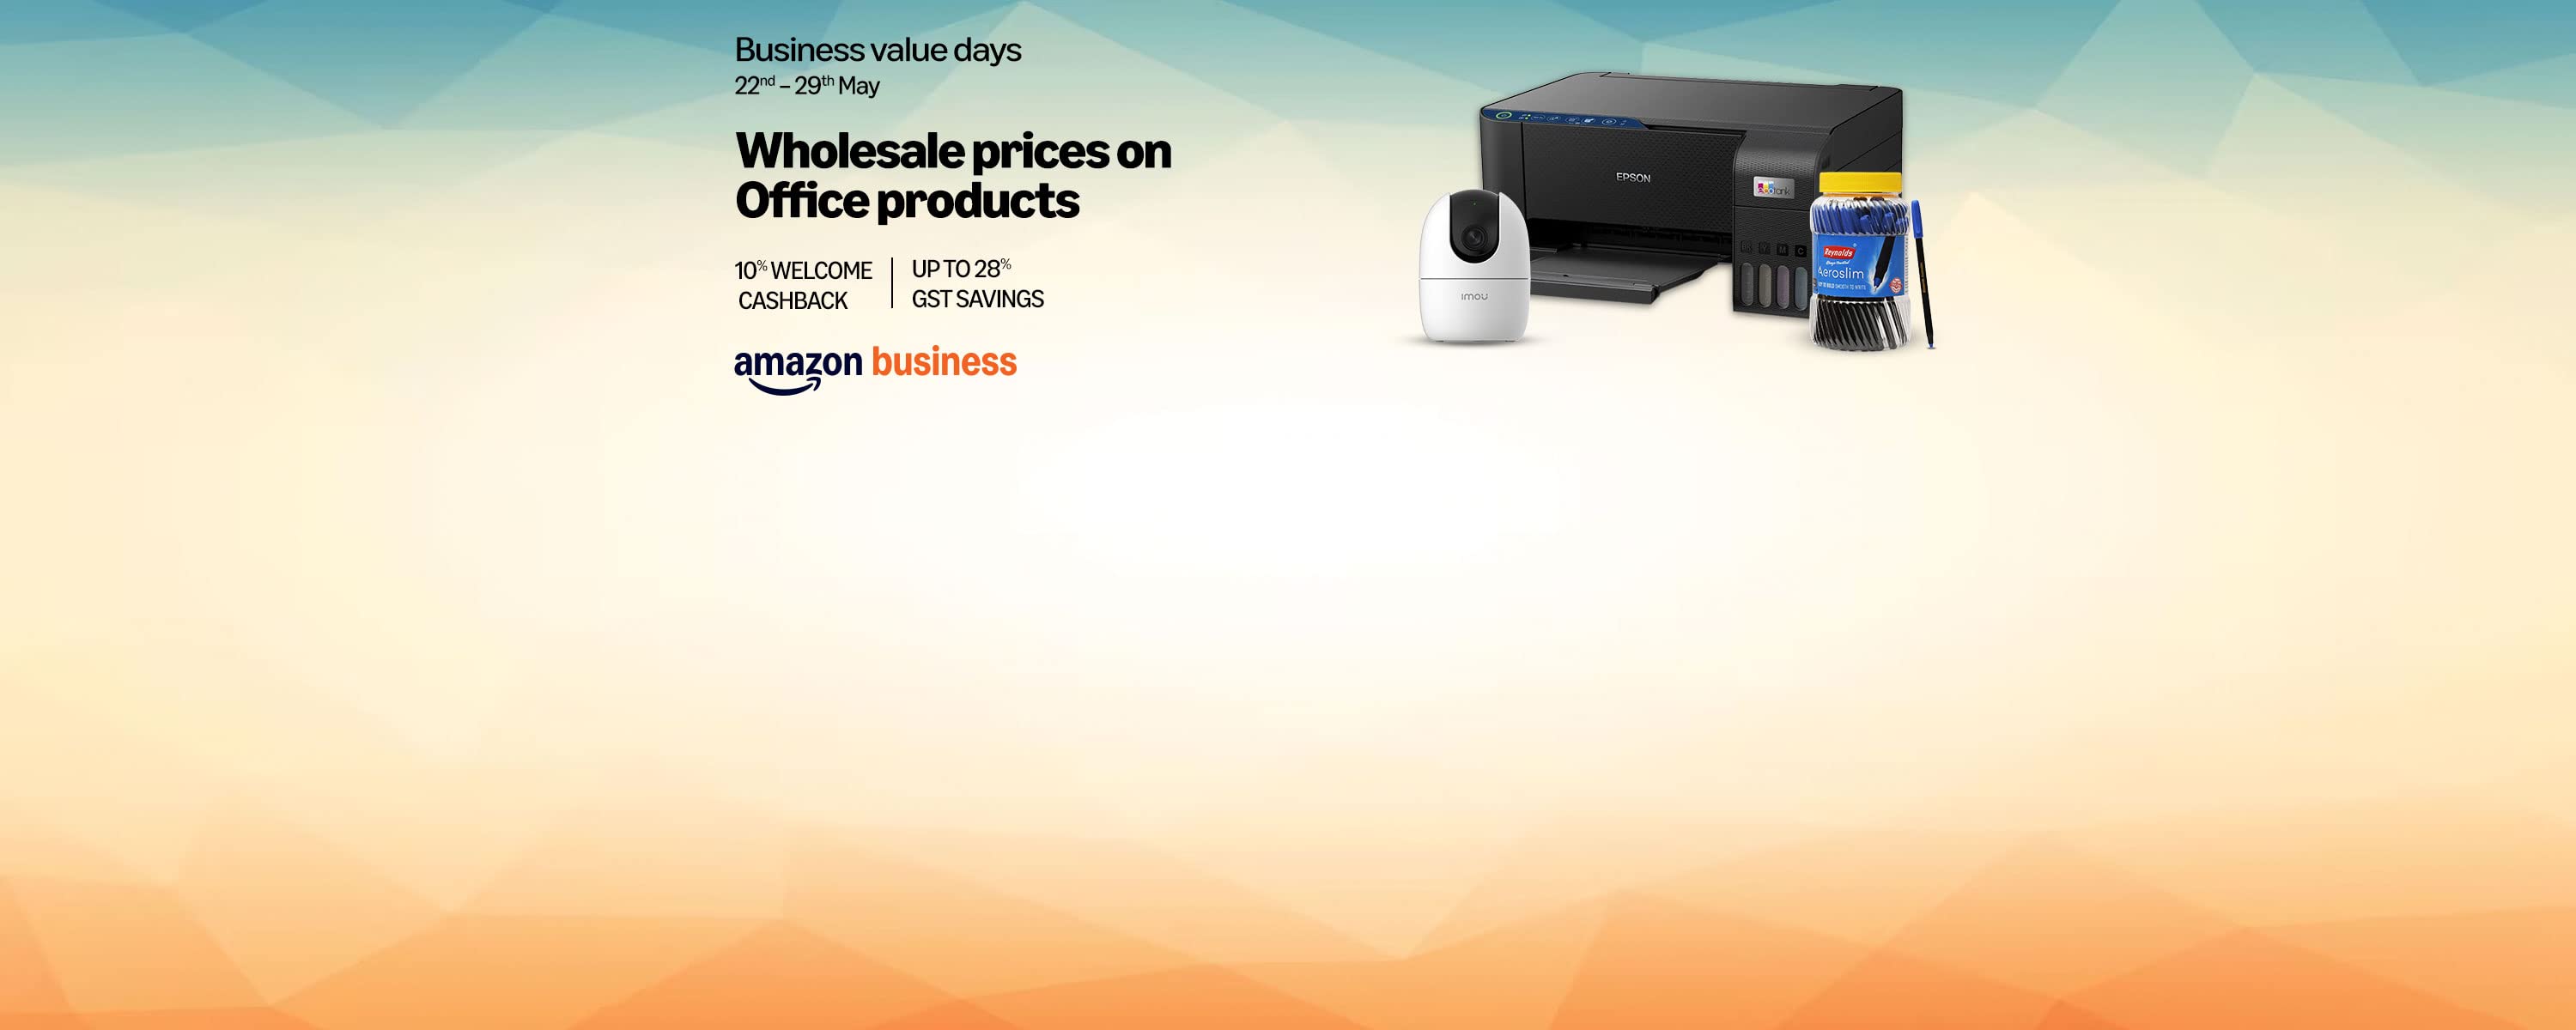 Business value days
22nd – 29th May
Wholesale prices on
Office products
10% WELCOME
CASHBACK
UP TO 28%
GST SAVINGS
amazon business
EPSON
imou
Reynolds
Aeroslim